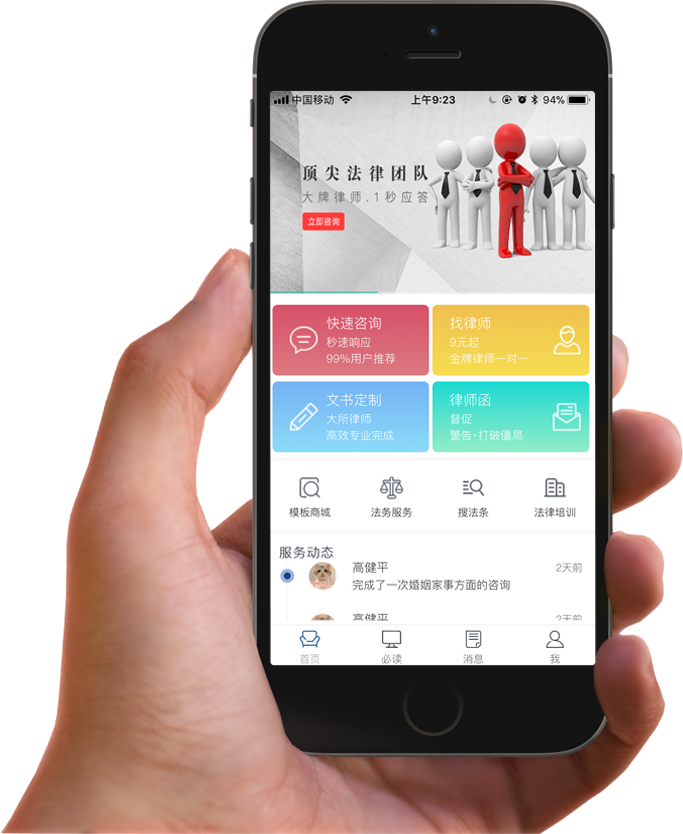 中国移动 上午9:23 94%
顶尖法律团队
大牌律师.1秒应答
立即咨询
快速咨询
秒速响应
99%用户推荐
找律师
9元起
金牌律师一对一
文书定制
大所律师
高效专业完成
律师函
督促
警告·打破僵局
模板商城 法务服务 搜法条 法律培训
服务动态
高健平 2天前
完成了一次婚姻家事方面的咨询
高健平 2天前
首页 必读 消息 我